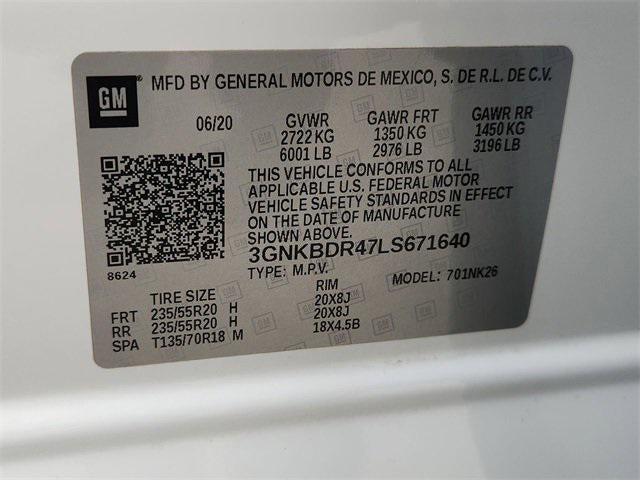 GM ® MFD BY GENERAL MOTORS DE MEXICO, S. DE R.L. DE C.V.
06/20 GVWR GAWR FRT GAWR RR
2722 KG 1350 KG 1450 KG
6001 LB 2976 LB 3196 LB
THIS VEHICLE CONFORMS TO ALL
APPLICABLE U.S. FEDERAL MOTOR
VEHICLE SAFETY STANDARDS IN EFFECT
ON THE DATE OF MANUFACTURE
SHOWN ABOVE.
3GNKBDR47LS671640
8624 TYPE: M.P.V. MODEL: 701NK26
TIRE SIZE RIM
FRT 235/55R20 H 20X8J
RR 235/55R20 H 20X8J
SPA T135/70R18 M 18X4.5B